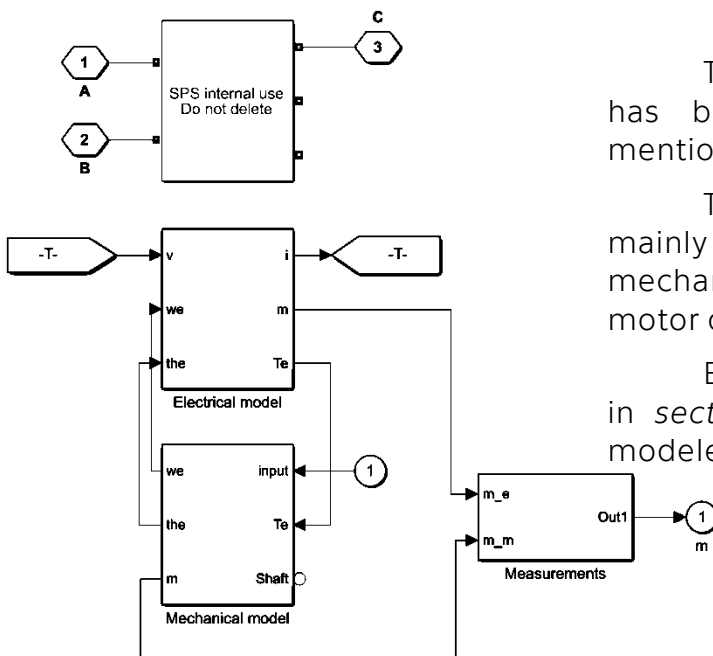 C
1
3
A
SPS internal use
Do not delete
2
B
-T-
v
i
-T-
we
m
the
Te
Electrical model
we
input
1
the
Te
m
Shaft
Mechanical model
m_e
Out1
1
m_m
m
Measurements
has
mentio
mainly
mechan
motor
in sect
modele